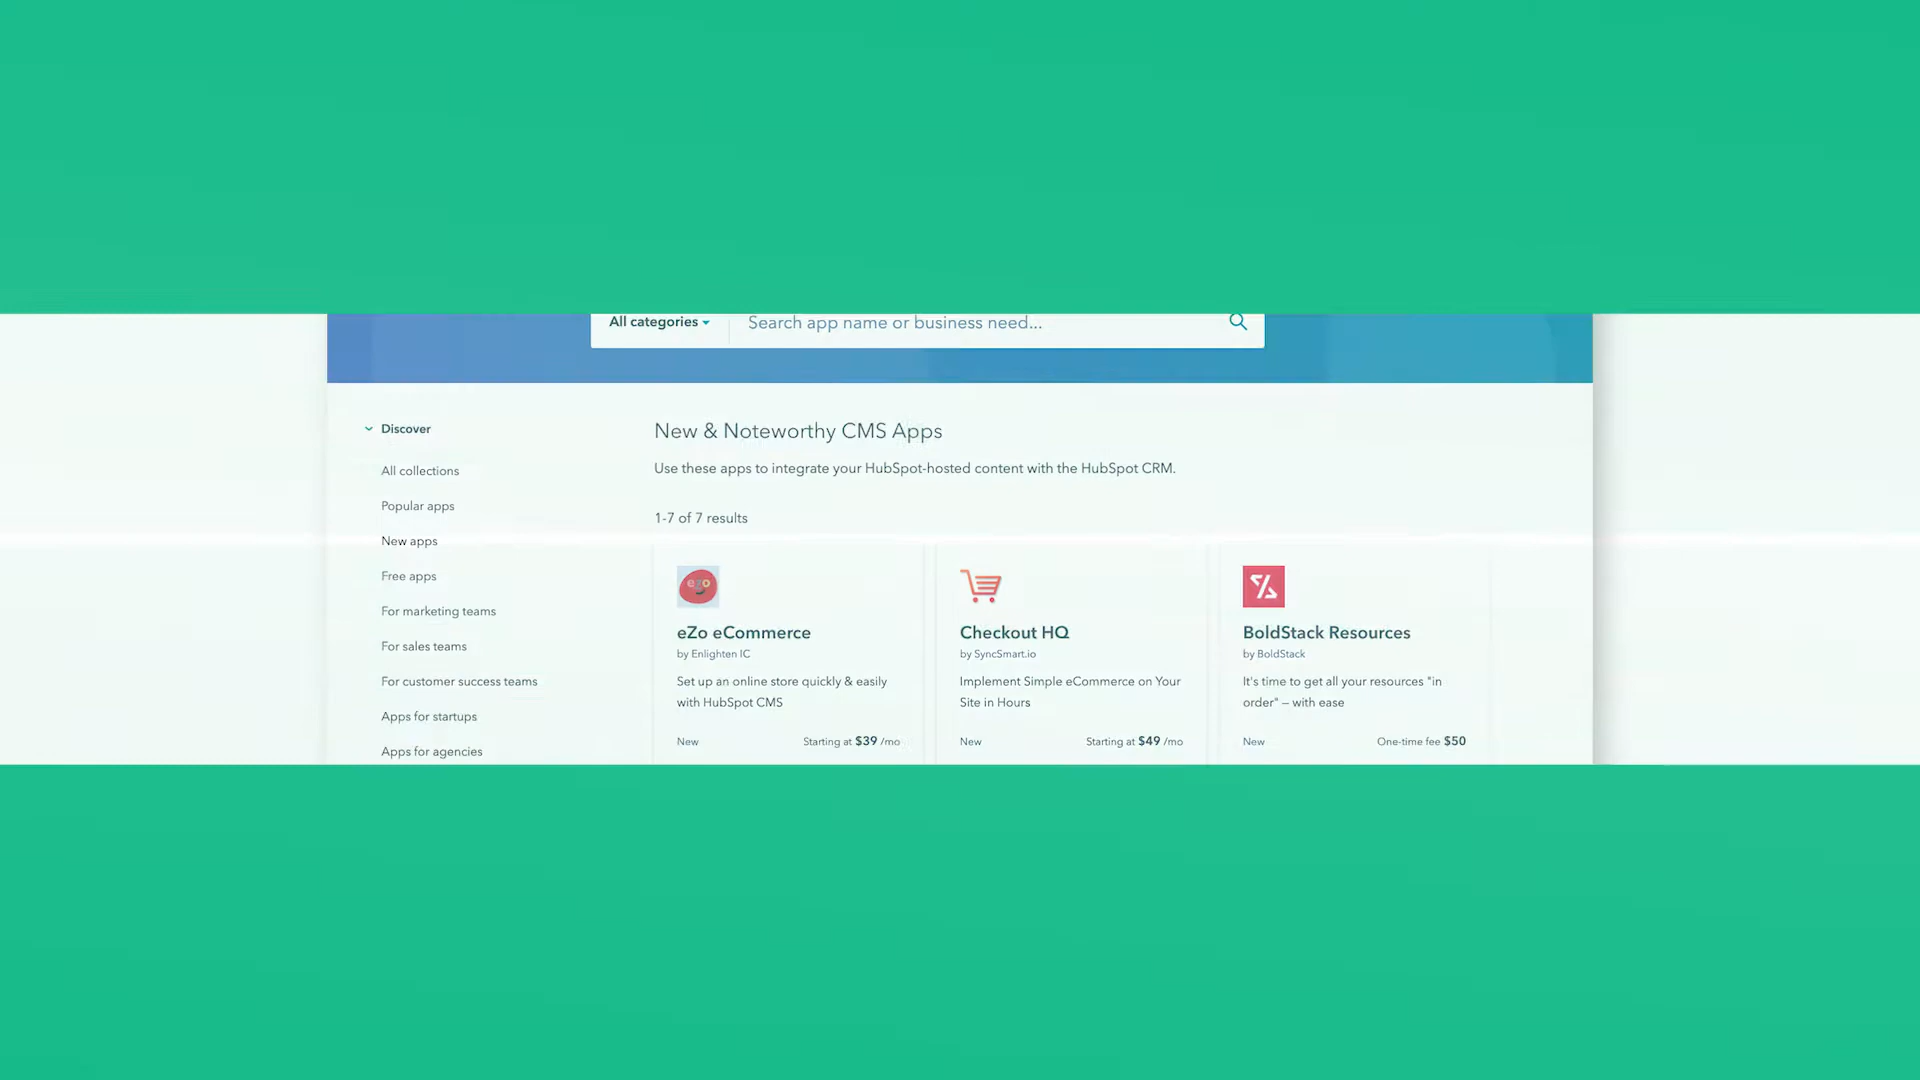 All categories
Search app name or business need...
Discover
All collections
Popular apps
New apps
Free apps
For marketing teams
For sales teams
For customer success teams
Apps for startups
Apps for agencies
New & Noteworthy CMS Apps
Use these apps to integrate your HubSpot-hosted content with the HubSpot CRM.
1-7 of 7 results
ezo
eZo eCommerce
by Enlighten IC
Set up an online store quickly & easily
with HubSpot CMS
New
Starting at $39 /mo
Checkout HQ
by SyncSmart.io
Implement Simple eCommerce on Your
Site in Hours
New
Starting at $49 /mo
BoldStack Resources
by BoldStack
It's time to get all your resources "in
order" – with ease
New
One-time fee $50